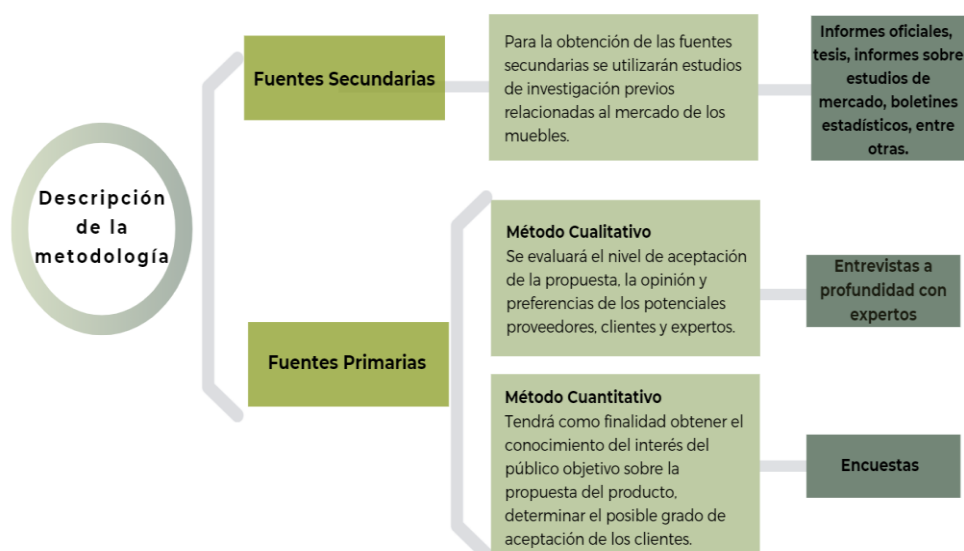 Descripción
de la
metodología
Fuentes Secundarias
Para la obtención de las fuentes
secundarias se utilizarán estudios
de investigación previos
relacionadas al mercado de los
muebles.
Informes oficiales,
tesis, informes sobre
estudios de
mercado, boletines
estadísticos, entre
otras.
Fuentes Primarias
Método Cualitativo
Se evaluará el nivel de aceptación
de la propuesta, la opinión y
preferencias de los potenciales
proveedores, clientes y expertos.
Entrevistas a
profundidad con
expertos
Método Cuantitativo
Tendrá como finalidad obtener el
conocimiento del interés del
público objetivo sobre la
propuesta del producto,
determinar el posible grado de
aceptación de los clientes.
Encuestas